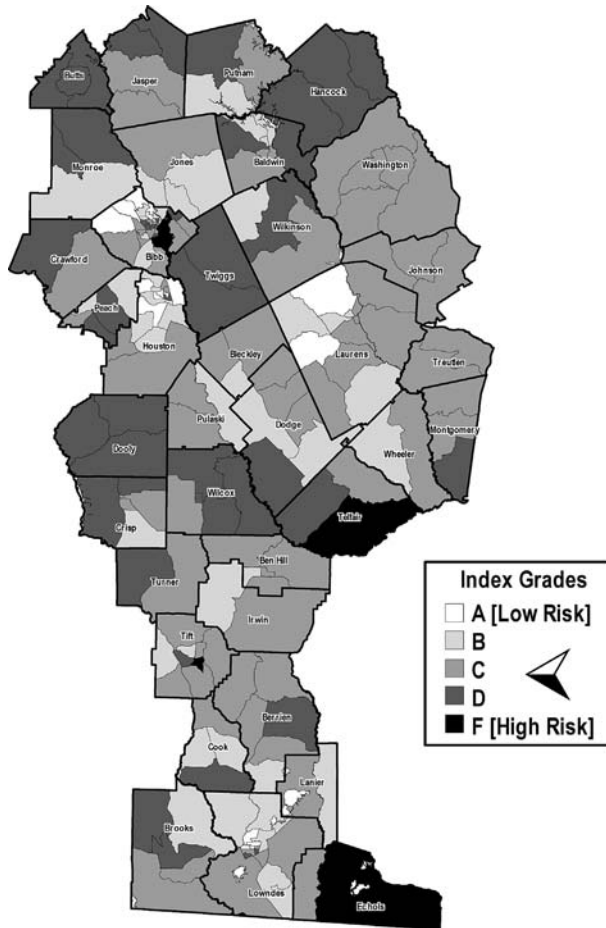 Butts
Jasper
Putnam
Hancock
Monroe
Jones
Baldwin
Washington
Crawford
Bibb
Wilkinson
Twiggs
Johnson
Peach
Houston
Bleckley
Laurens
Treutlen
Pulaski
Dodge
Montgomery
Dooly
Wheeler
Wilcox
Crisp
Telfair
Turner
Ben Hill
Irwin
Tift
Berrien
Cook
Lanier
Brooks
Lowndes
Echols
Index Grades
A [Low Risk]
B
C
D
F [High Risk]